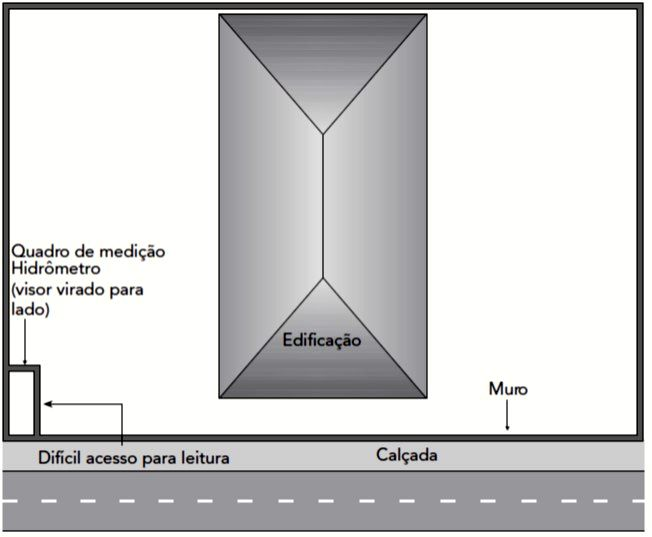 Quadro de medição
Hidrômetro
(visor virado para
lado)
Edificação
Muro
Difícil acesso para leitura
Calçada